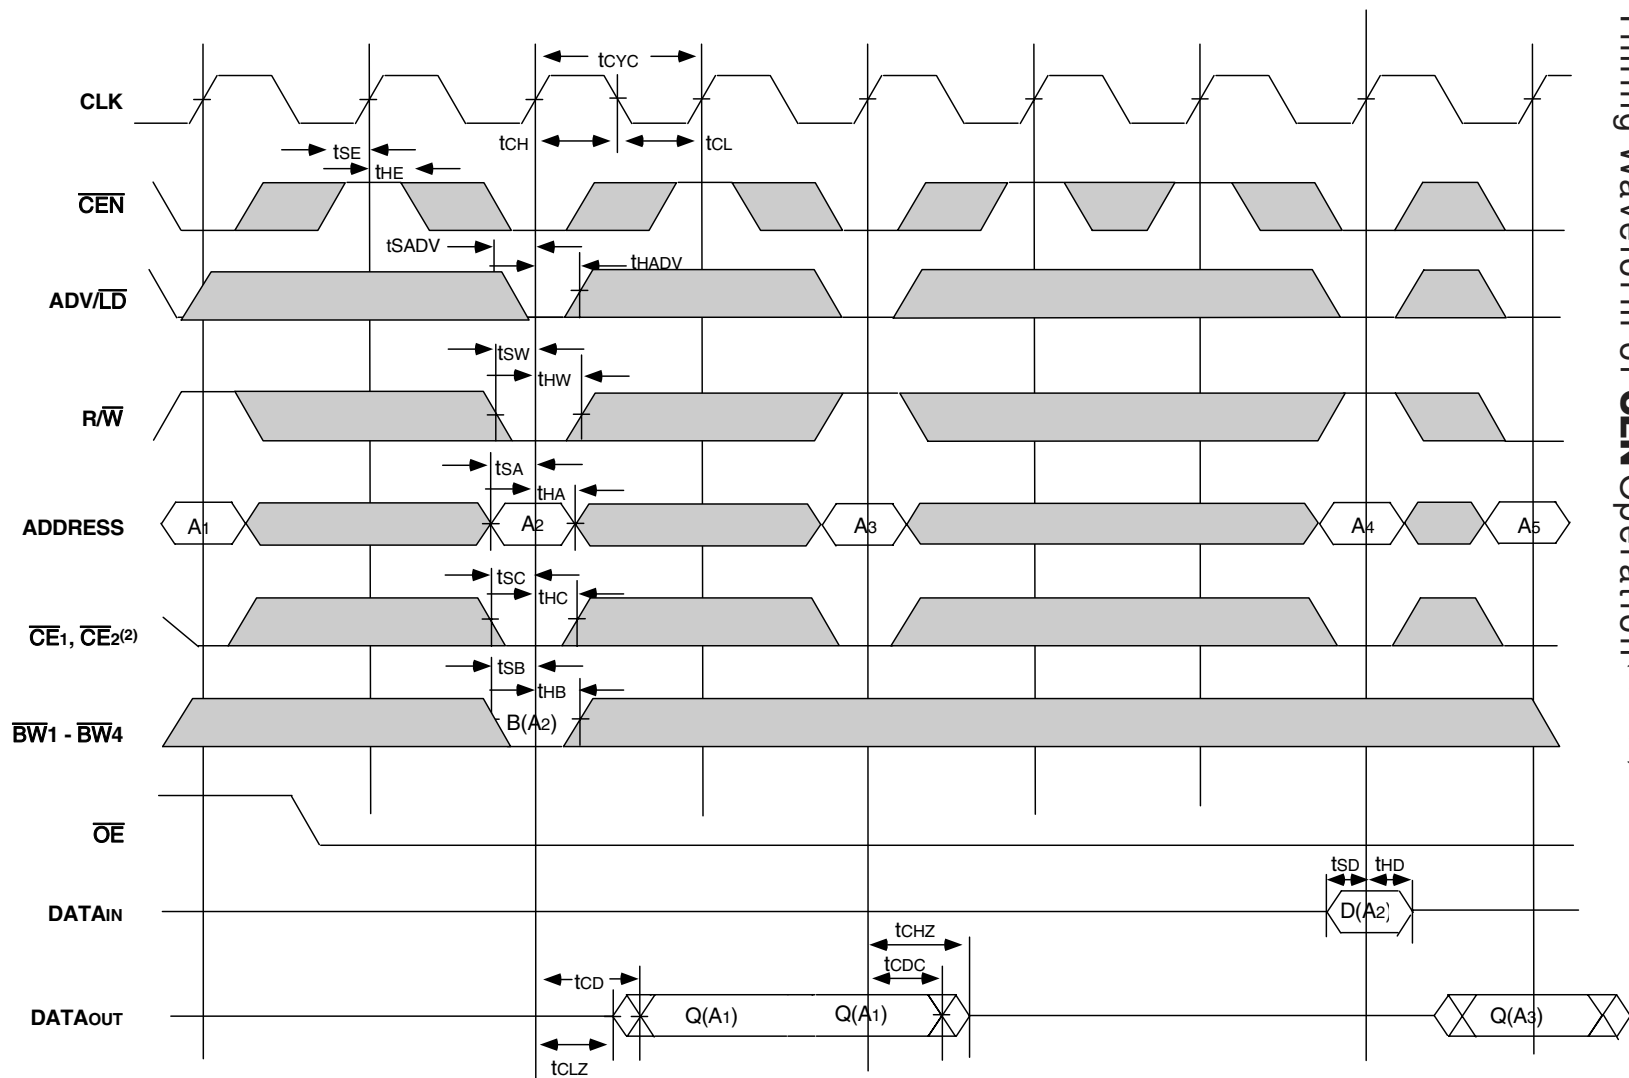 tCYC
CLK
tCH
tCL
tSE
tHE
CEN
tSADV
tHADV
ADV/LD
tSW
tHW
R/W
tSA
tHA
ADDRESS
A1
A2
A3
A4
A5
tSC
tHC
CE1, CE2(2)
tSB
tHB
B(A2)
BW1 - BW4
OE
tSD
tHD
DATAIN
D(A2)
tCHZ
tCDC
tCD
DATAOUT
Q(A1)
Q(A1)
Q(A3)
tCLZ